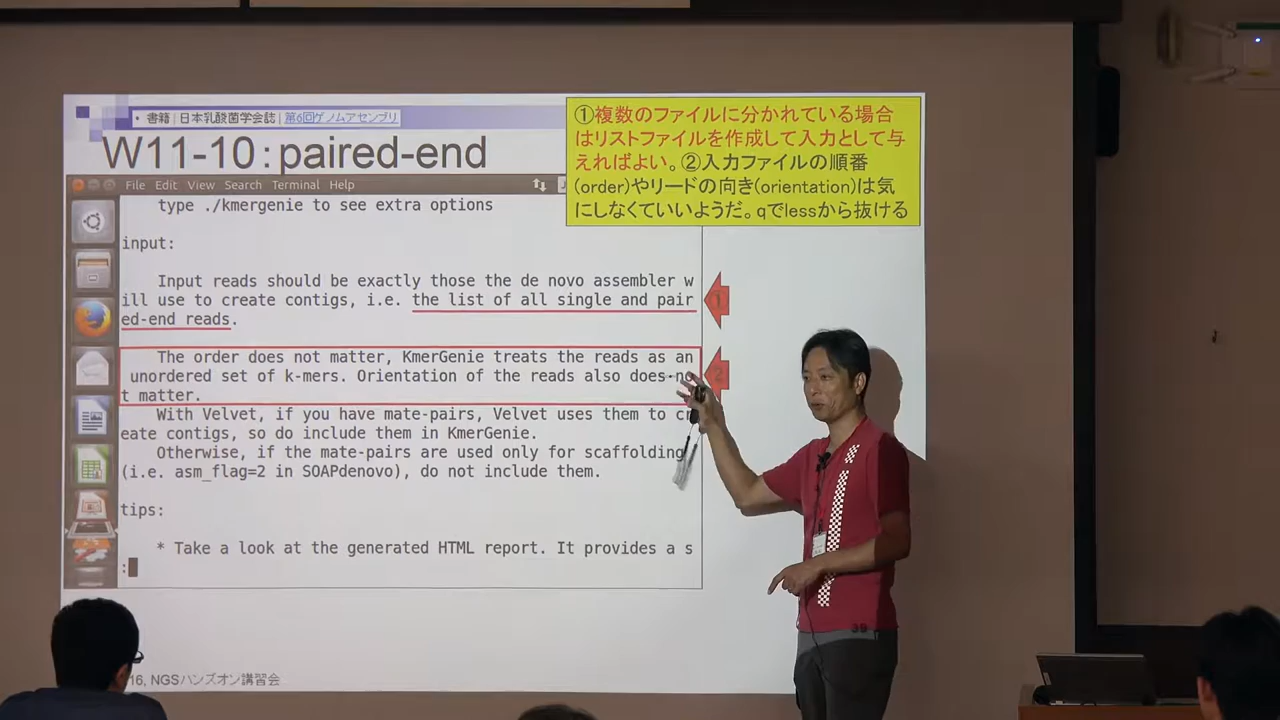 書籍 | 日本乳酸菌学会誌 | 第6回ゲノムアセンブリ
W11-10：paired-end
①複数のファイルに分かれている場合
はリストファイルを作成して入力として与
えればよい。②入力ファイルの順番
(order)やリードの向き(orientation)は気
にしなくていいようだ。qでlessから抜ける
File Edit View Search Terminal Help
type ./kmergenie to see extra options
input:
Input reads should be exactly those the de novo assembler w
ill use to create contigs, i.e. the list of all single and pair
ed-end reads.
①
The order does not matter, KmerGenie treats the reads as an
unordered set of k-mers. Orientation of the reads also does no
t matter.
②
With Velvet, if you have mate-pairs, Velvet uses them to cr
eate contigs, so do include them in KmerGenie.
Otherwise, if the mate-pairs are used only for scaffolding
(i.e. asm_flag=2 in SOAPdenovo), do not include them.
tips:
* Take a look at the generated HTML report. It provides a s
:
16, NGSハンズオン講習会
39